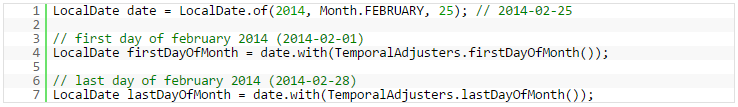 1 LocalDate date = LocalDate.of(2014, Month.FEBRUARY, 25); // 2014-02-25
2
3 // first day of february 2014 (2014-02-01)
4 LocalDate firstDayOfMonth = date.with(TemporalAdjusters.firstDayOfMonth());
5
6 // last day of february 2014 (2014-02-28)
7 LocalDate lastDayOfMonth = date.with(TemporalAdjusters.lastDayOfMonth());